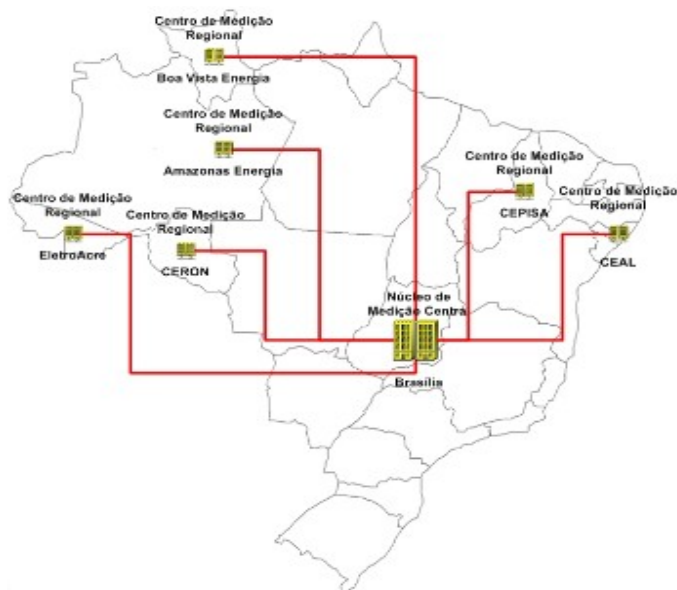 Centro de Medição
Regional
Boa Vista Energia
Centro de Medição
Regional
Amazonas Energia
Centro de Medição
Regional
CEPISA
Centro de Medição
Regional
CEAL
Centro de Medição
Regional
EletroAcre
Centro de Medição
Regional
CERON
Núcleo de
Medição Centra
Brasília